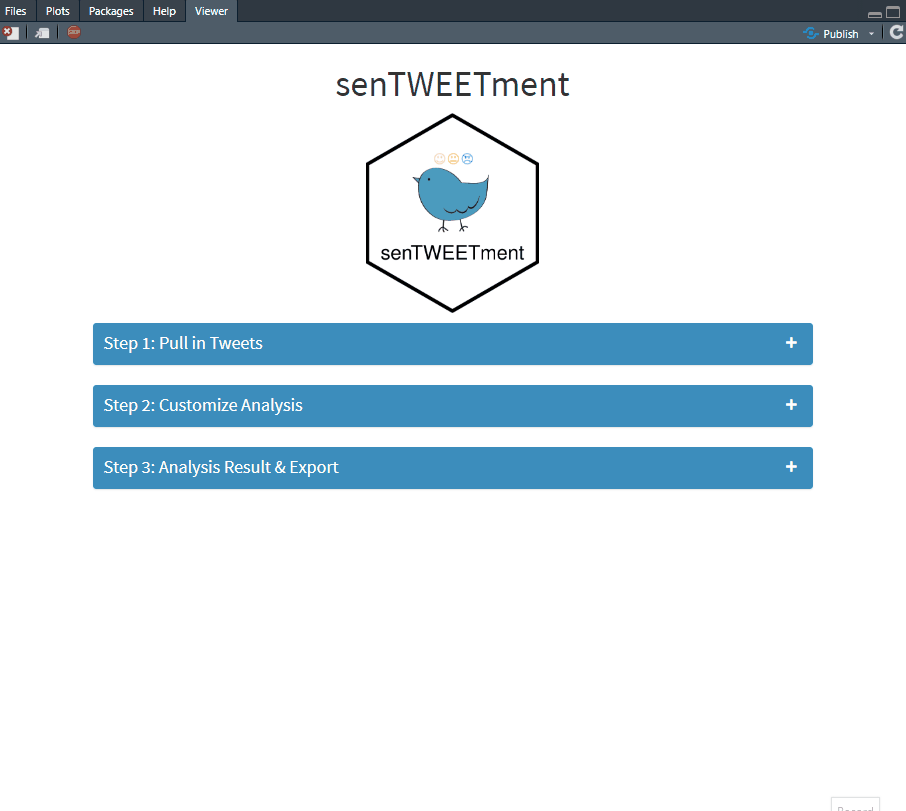 Files Plots Packages Help Viewer
Publish
senTWEETment
senTWEETment
Step 1: Pull in Tweets +
Step 2: Customize Analysis +
Step 3: Analysis Result & Export +